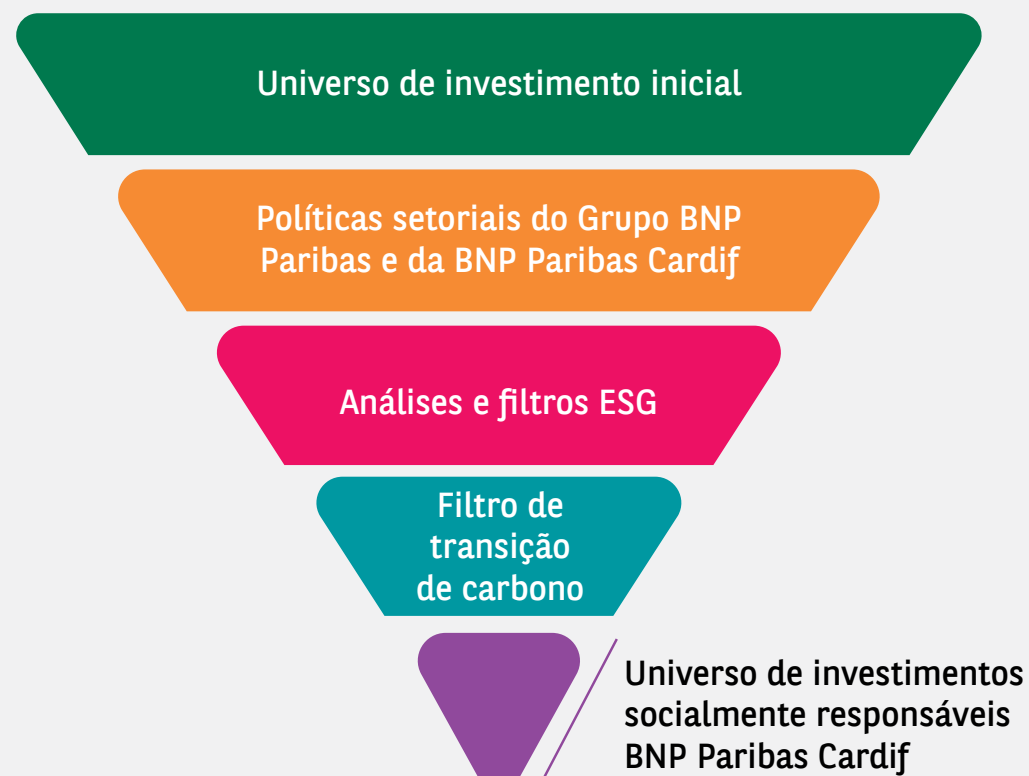 Universo de investimento inicial
Políticas setoriais do Grupo BNP
Paribas e da BNP Paribas Cardif
Análises e filtros ESG
Filtro de
transição
de carbono
Universo de investimentos
socialmente responsáveis
BNP Paribas Cardif